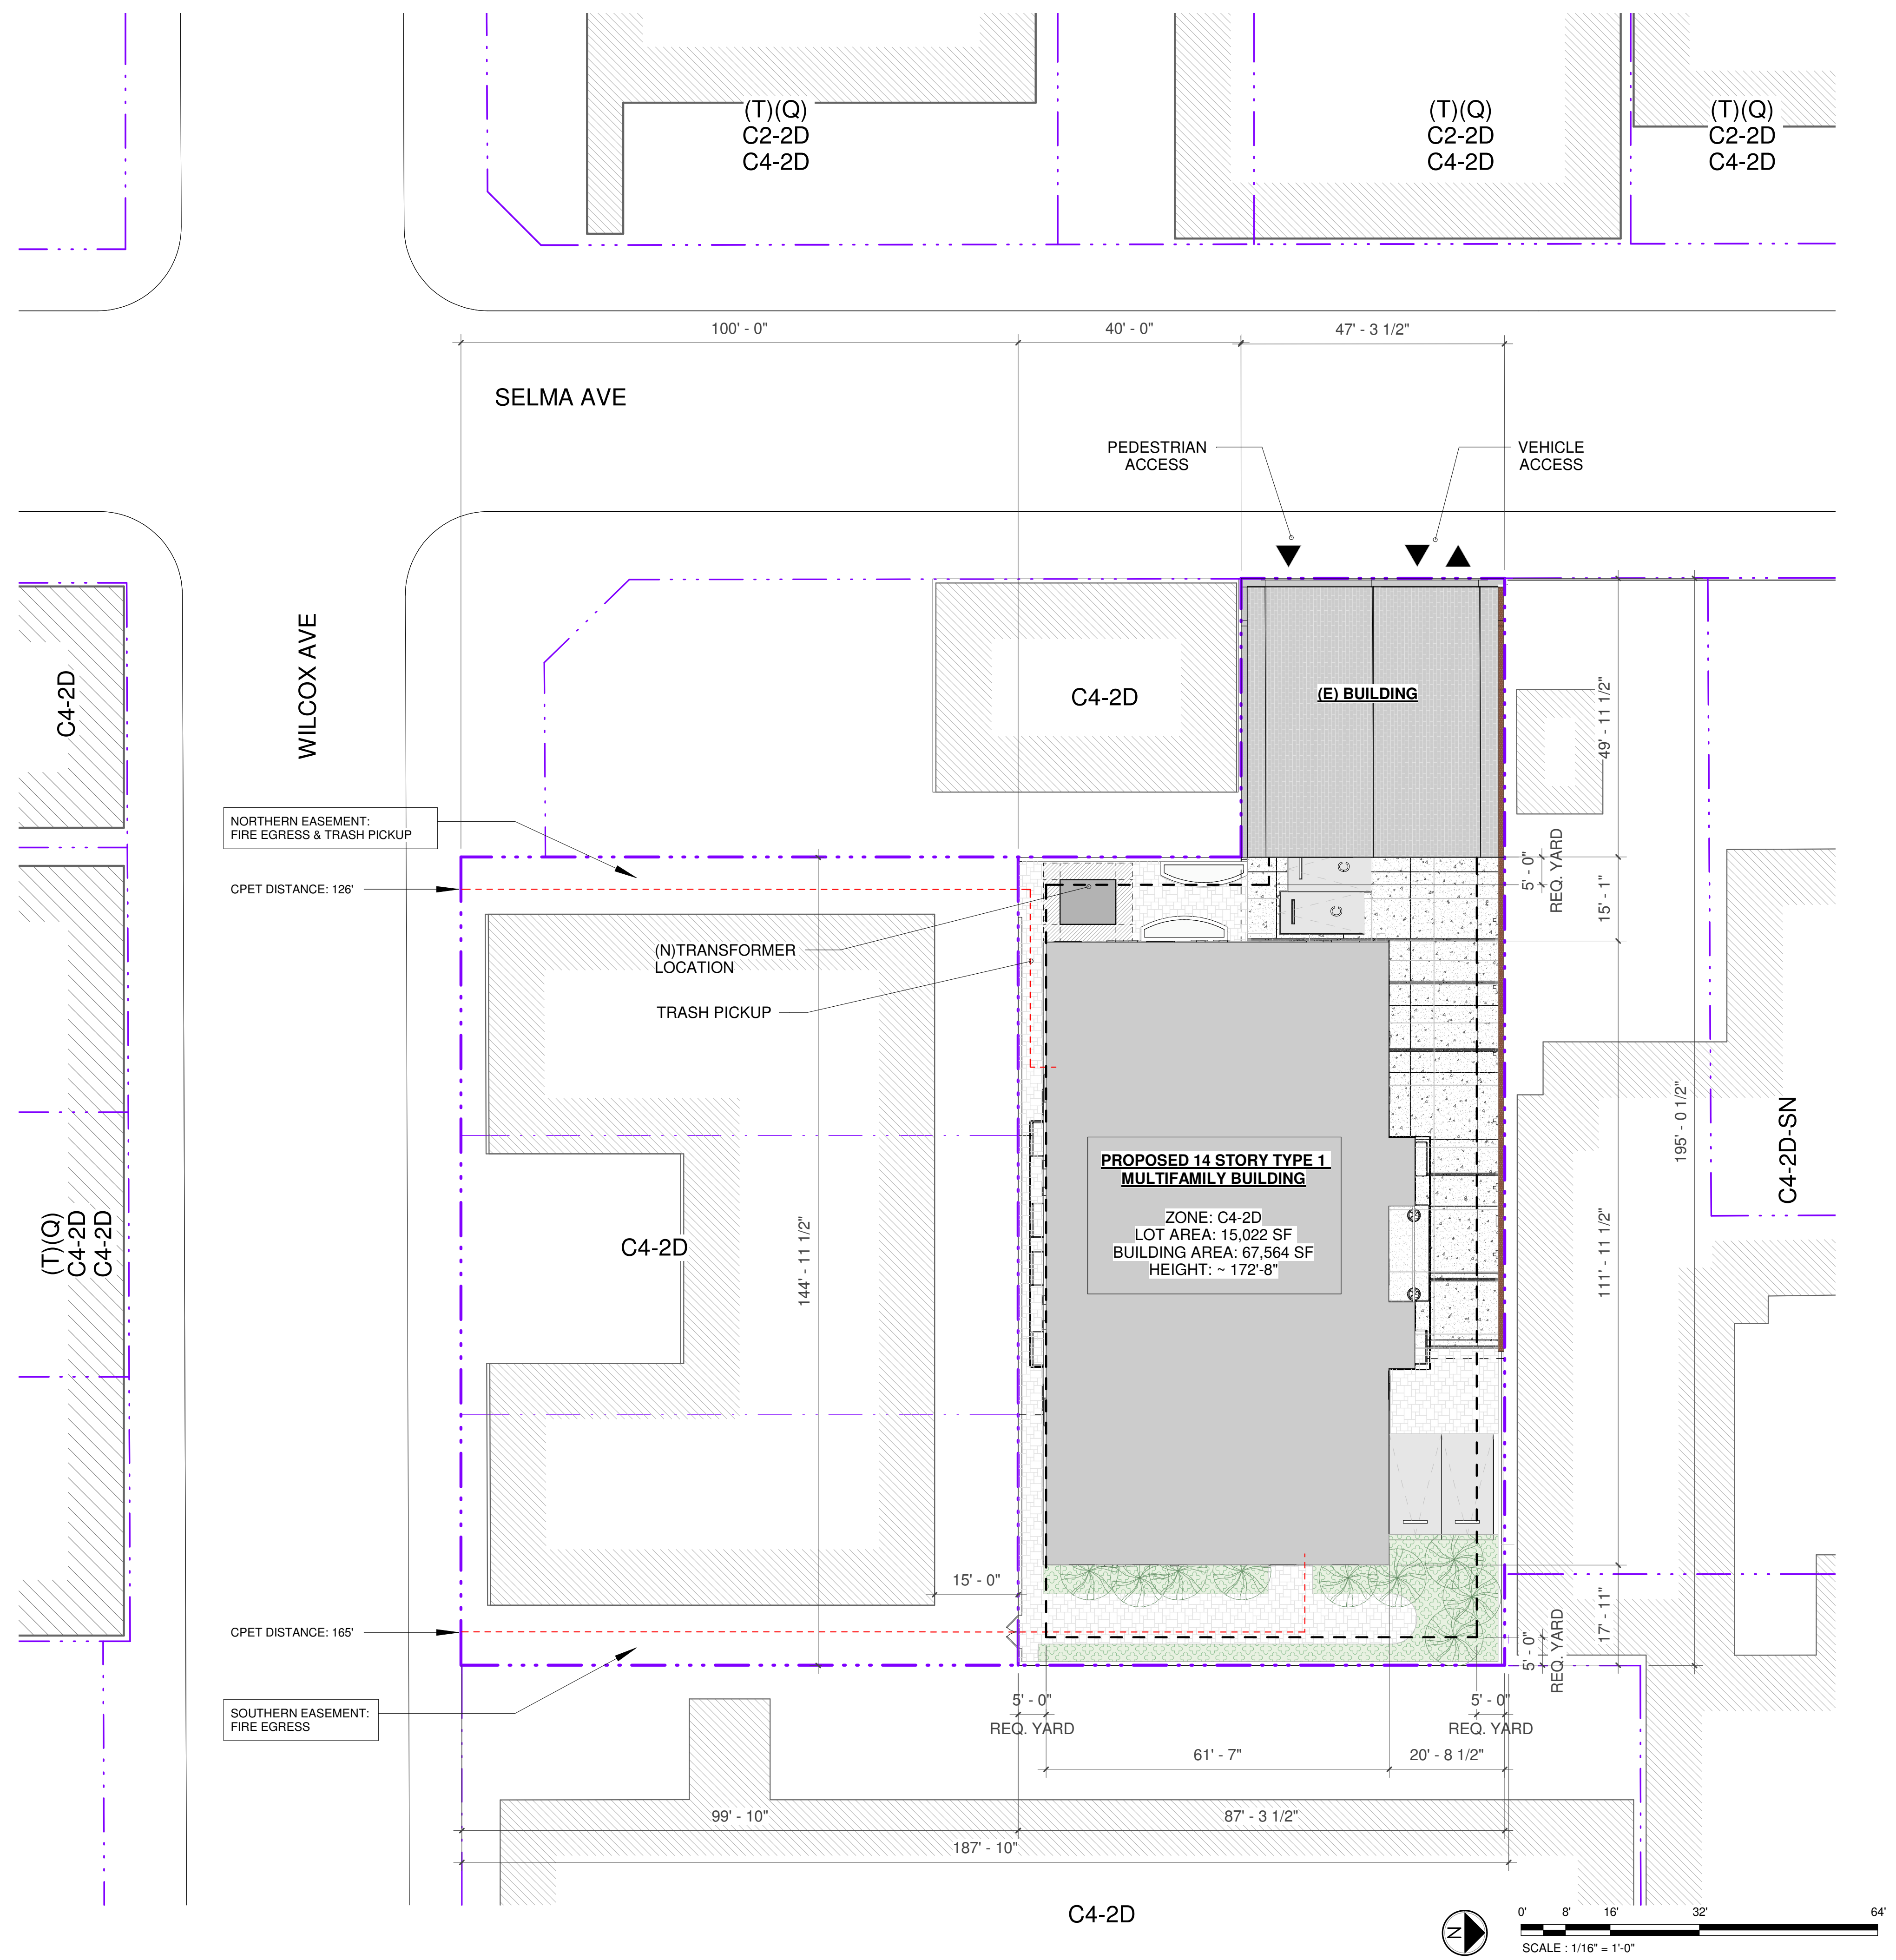 (T)(Q)
C2-2D
C4-2D
(T)(Q)
C2-2D
C4-2D
(T)(Q)
C2-2D
C4-2D
100' - 0"
40' - 0"
47' - 3 1/2"
SELMA AVE
PEDESTRIAN
ACCESS
VEHICLE
ACCESS
WILCOX AVE
C4-2D
C4-2D
(E) BUILDING
49' - 11 1/2"
NORTHERN EASEMENT:
FIRE EGRESS & TRASH PICKUP
CPET DISTANCE: 126'
5' - 0"
REQ. YARD
15' - 1"
C
C
(N)TRANSFORMER
LOCATION
TRASH PICKUP
195' - 0 1/2"
C4-2D-SN
PROPOSED 14 STORY TYPE 1
MULTIFAMILY BUILDING
ZONE: C4-2D
LOT AREA: 15,022 SF
BUILDING AREA: 67,564 SF
HEIGHT: ~ 172'-8"
(T)(Q)
C4-2D
C4-2D
C4-2D
144' - 11 1/2"
111' - 11 1/2"
15' - 0"
17' - 11"
CPET DISTANCE: 165'
5' - 0"
REQ. YARD
SOUTHERN EASEMENT:
FIRE EGRESS
5' - 0"
REQ. YARD
5' - 0"
REQ. YARD
61' - 7"
20' - 8 1/2"
99' - 10"
87' - 3 1/2"
187' - 10"
C4-2D
N
0'
8'
16'
32'
64'
SCALE : 1/16" = 1'-0"